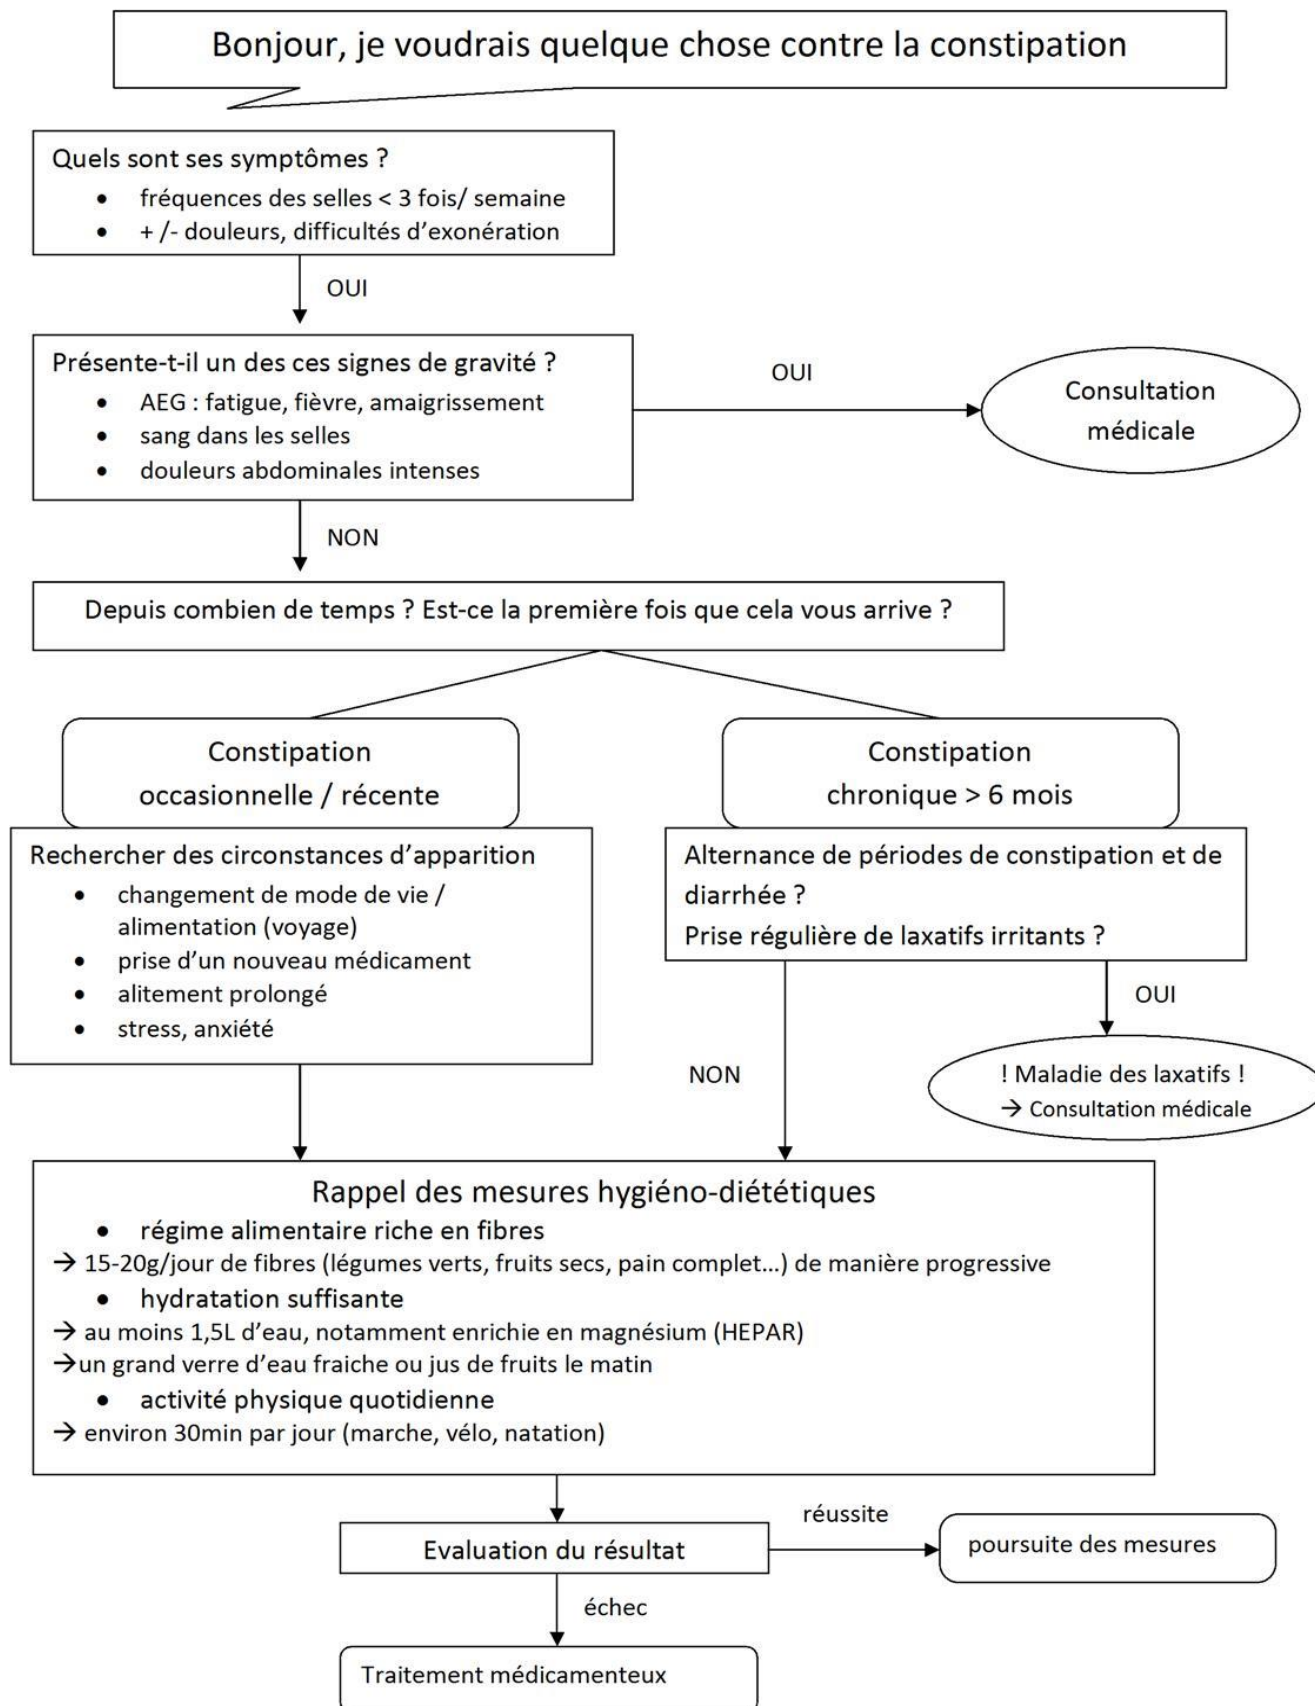 Bonjour, je voudrais quelque chose contre la constipation
Quels sont ses symptômes ?
• fréquences des selles < 3 fois/ semaine
• + /- douleurs, difficultés d'exonération
OUI
Présente-t-il un des ces signes de gravité ?
• AEG : fatigue, fièvre, amaigrissement
• sang dans les selles
• douleurs abdominales intenses
OUI
Consultation
médicale
NON
Depuis combien de temps ? Est-ce la première fois que cela vous arrive ?
Constipation
occasionnelle / récente
Rechercher des circonstances d'apparition
• changement de mode de vie /
alimentation (voyage)
• prise d'un nouveau médicament
• alitement prolongé
• stress, anxiété
Constipation
chronique > 6 mois
Alternance de périodes de constipation et de
diarrhée ?
Prise régulière de laxatifs irritants ?
OUI
NON
! Maladie des laxatifs !
→ Consultation médicale
Rappel des mesures hygiéno-diététiques
• régime alimentaire riche en fibres
→ 15-20g/jour de fibres (légumes verts, fruits secs, pain complet…) de manière progressive
• hydratation suffisante
→ au moins 1,5L d'eau, notamment enrichie en magnésium (HEPAR)
→un grand verre d'eau fraiche ou jus de fruits le matin
• activité physique quotidienne
→ environ 30min par jour (marche, vélo, natation)
Evaluation du résultat
réussite
poursuite des mesures
échec
Traitement médicamenteux